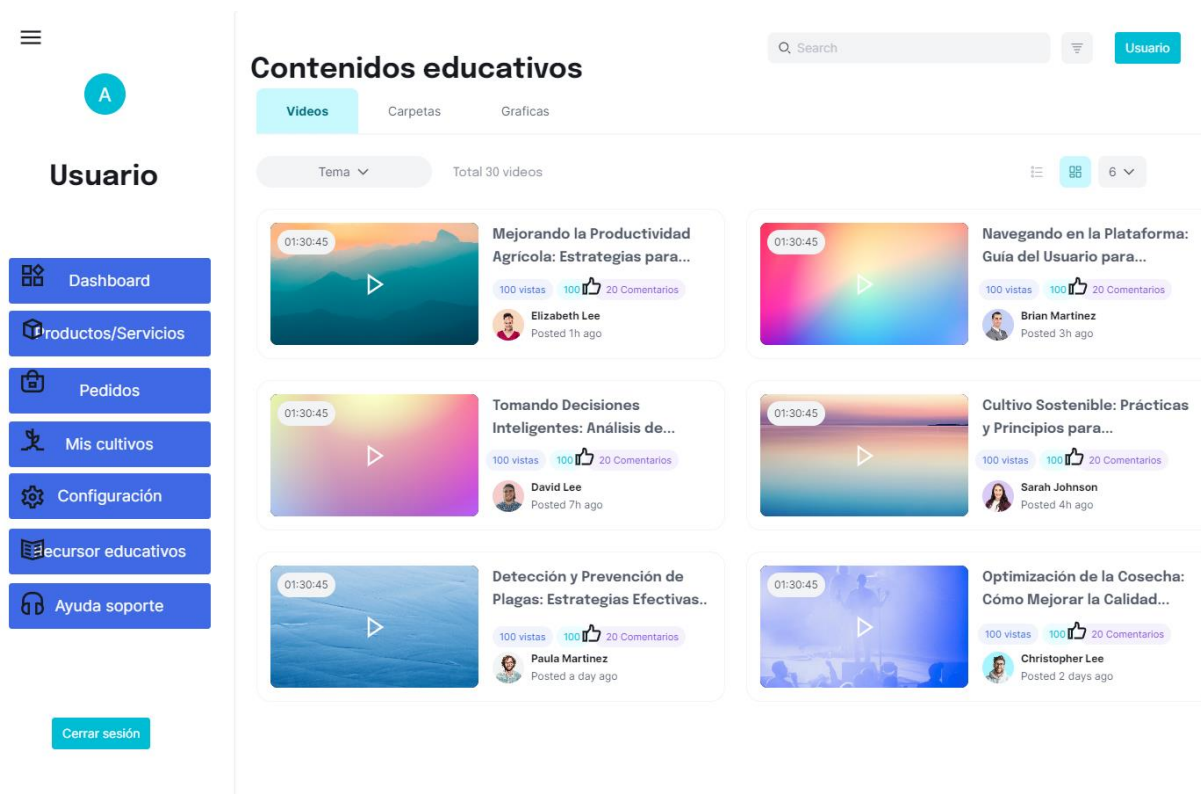 A
Usuario
Dashboard
Productos/Servicios
Pedidos
Mis cultivos
Configuración
Recursor educativos
Ayuda soporte
Cerrar sesión
Contenidos educativos
Search
Usuario
Videos
Carpetas
Graficas
Tema
Total 30 videos
6
01:30:45
Mejorando la Productividad
Agrícola: Estrategias para...
100 vistas
100
20 Comentarios
Elizabeth Lee
Posted 1h ago
01:30:45
Navegando en la Plataforma:
Guía del Usuario para...
100 vistas
100
20 Comentarios
Brian Martinez
Posted 3h ago
01:30:45
Tomando Decisiones
Inteligentes: Análisis de...
100 vistas
100
20 Comentarios
David Lee
Posted 7h ago
01:30:45
Cultivo Sostenible: Prácticas
y Principios para...
100 vistas
100
20 Comentarios
Sarah Johnson
Posted 4h ago
01:30:45
Detección y Prevención de
Plagas: Estrategias Efectivas..
100 vistas
100
20 Comentarios
Paula Martinez
Posted a day ago
01:30:45
Optimización de la Cosecha:
Cómo Mejorar la Calidad...
100 vistas
100
20 Comentarios
Christopher Lee
Posted 2 days ago